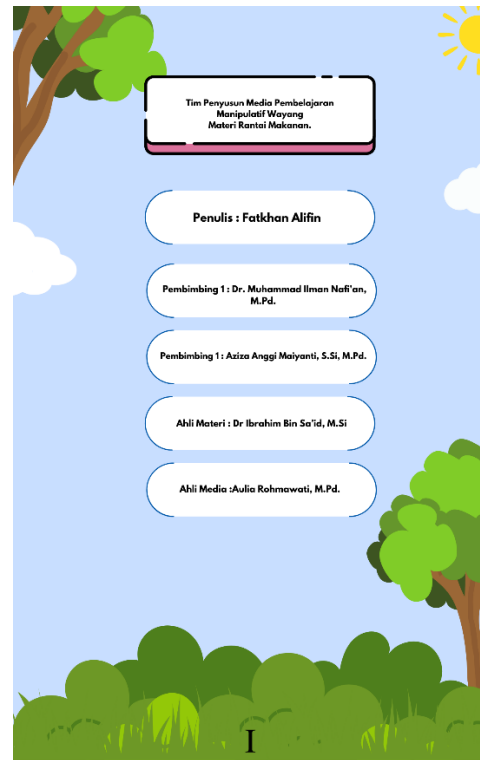 Tim Penyusun Media Pembelajaran
Manipulatif Wayang
Materi Rantai Makanan.
Penulis : Fatkhan Alifin
Pembimbing 1 : Dr. Muhammad Ilman Nafi'an,
M.Pd.
Pembimbing 1 : Aziza Anggi Maiyanti, S.Si, M.Pd.
Ahli Materi : Dr Ibrahim Bin Sa'id, M.Si
Ahli Media :Aulia Rohmawati, M.Pd.
I